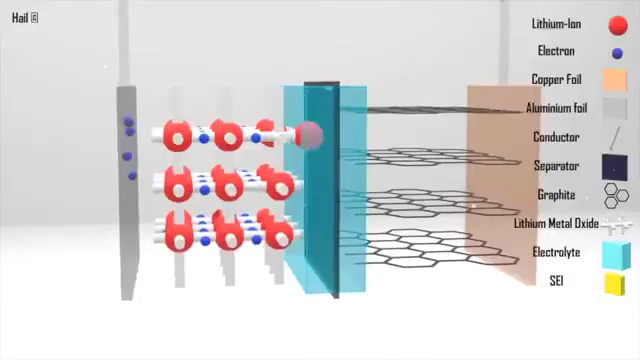 Hail ©
Lithium-Ion
Electron
Copper Foil
Aluminium foil
Conductor
Separator
Graphite
Lithium Metal Oxide
Electrolyte
SEI